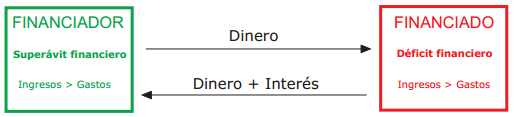 FINANCIADOR
Superávit financiero
Ingresos > Gastos
Dinero
Dinero + Interés
FINANCIADO
Déficit financiero
Ingresos > Gastos